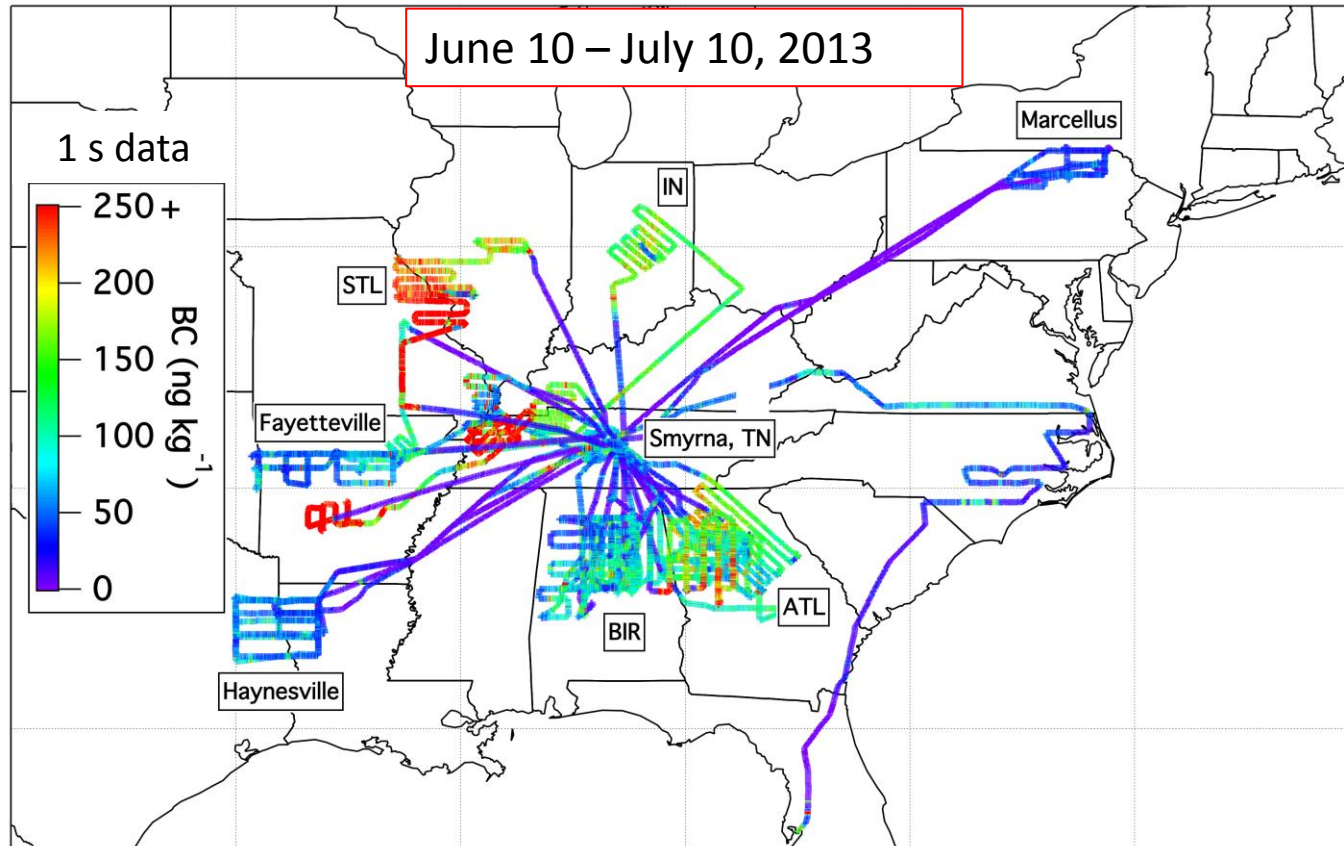 June 10 – July 10, 2013
Marcellus
1 s data
IN
250 +
200
150
100
50
0
BC (ng kg⁻¹)
STL
Fayetteville
Smyrna, TN
ATL
BIR
Haynesville